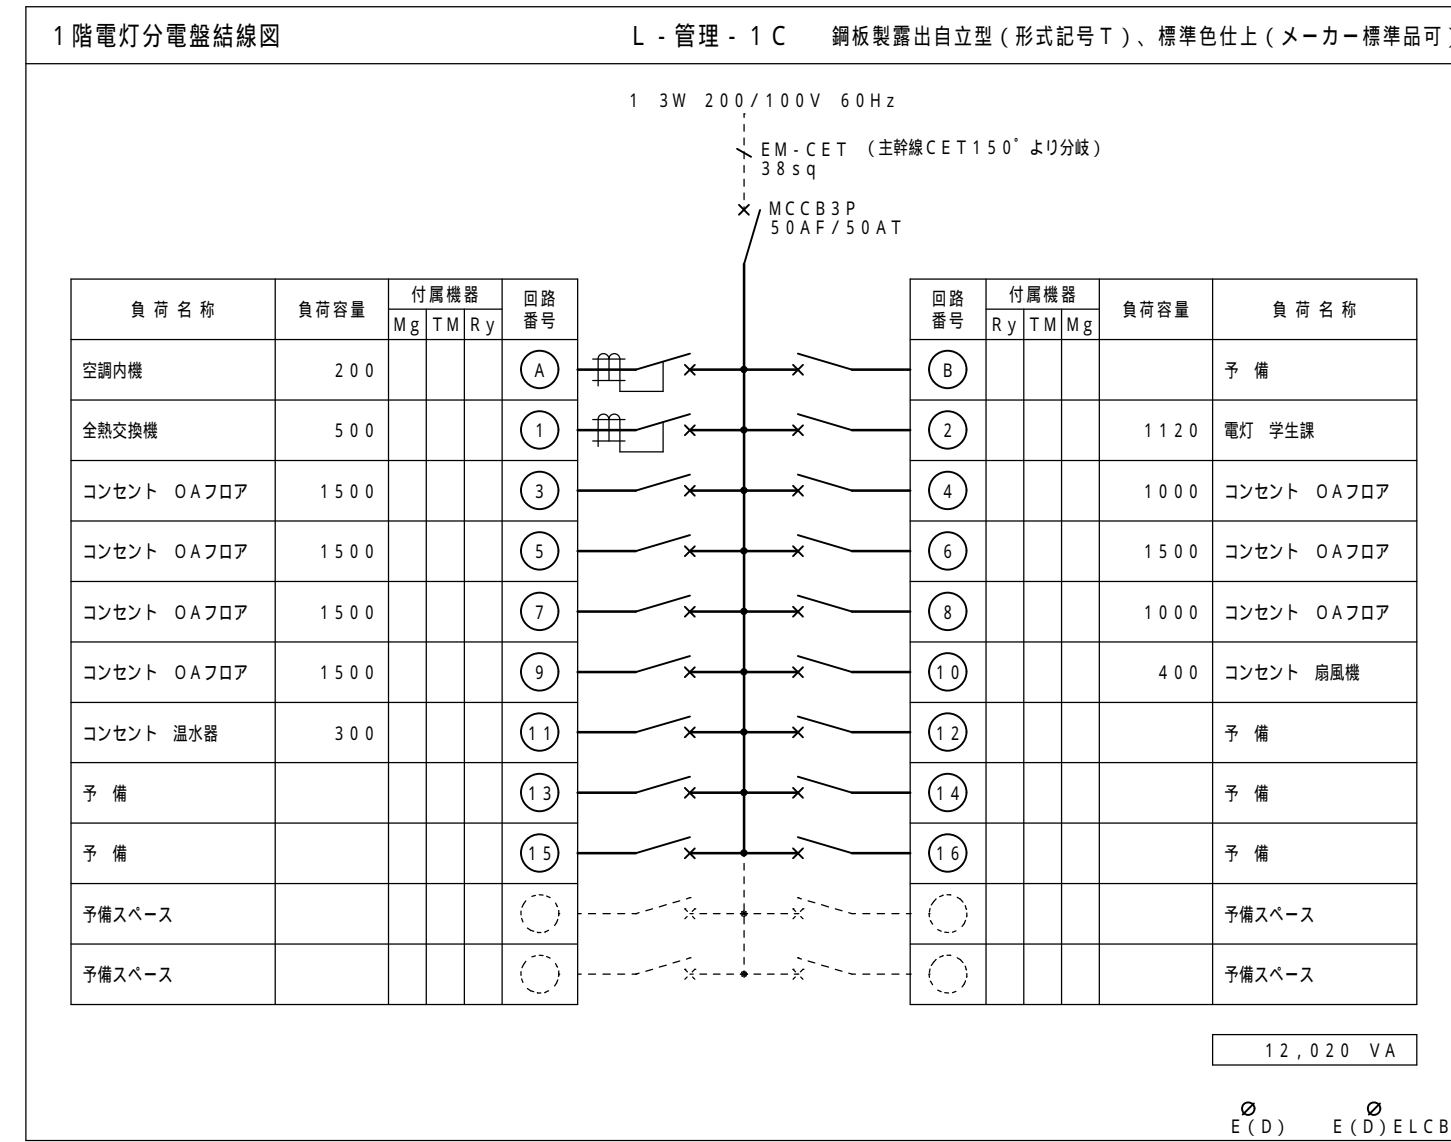 1階電灯分電盤結線図 L-管理-1C 鋼板製露出自立型(形式記号T)、標準色仕上(メーカー標準品可)
1 3W 200/100V 60Hz
EM-CET (主幹線CET150°より分岐)
38sq
MCCB3P
50AF/50AT
負荷名称 負荷容量 付属機器 回路番号 回路番号 付属機器 負荷容量 負荷名称
Mg TM Ry Ry TM Mg
空調内機 200 A B 予備
全熱交換機 500 1 2 1120 電灯 学生課
コンセント OAフロア 1500 3 4 1000 コンセント OAフロア
コンセント OAフロア 1500 5 6 1500 コンセント OAフロア
コンセント OAフロア 1500 7 8 1000 コンセント OAフロア
コンセント OAフロア 1500 9 10 400 コンセント 扇風機
コンセント 温水器 300 11 12 予備
予備 13 14 予備
予備 15 16 予備
予備スペース 予備スペース
予備スペース 予備スペース
12,020 VA
E(D) E(D)ELCB